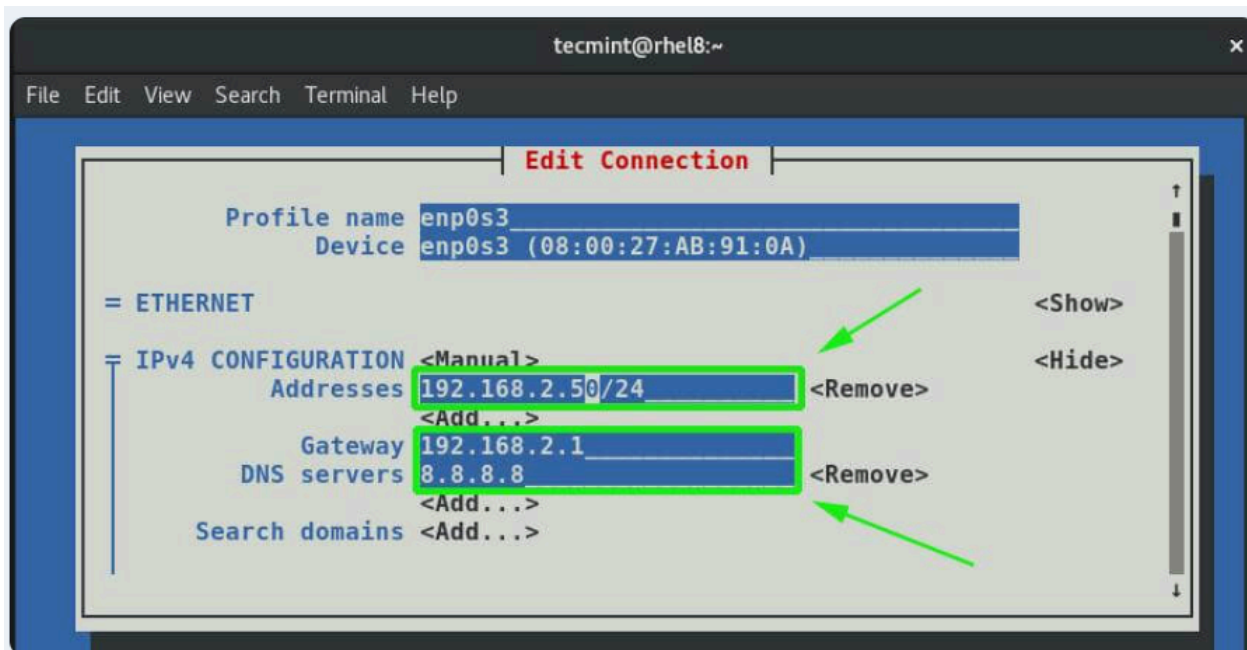 tecmint@rhel8:~ ×
File Edit View Search Terminal Help
Edit Connection
Profile name enp0s3
Device enp0s3 (08:00:27:AB:91:0A)
= ETHERNET <Show>
= IPv4 CONFIGURATION <Manual> <Hide>
Addresses 192.168.2.50/24 <Remove>
<Add...>
Gateway 192.168.2.1
DNS servers 8.8.8.8 <Remove>
<Add...>
Search domains <Add...>